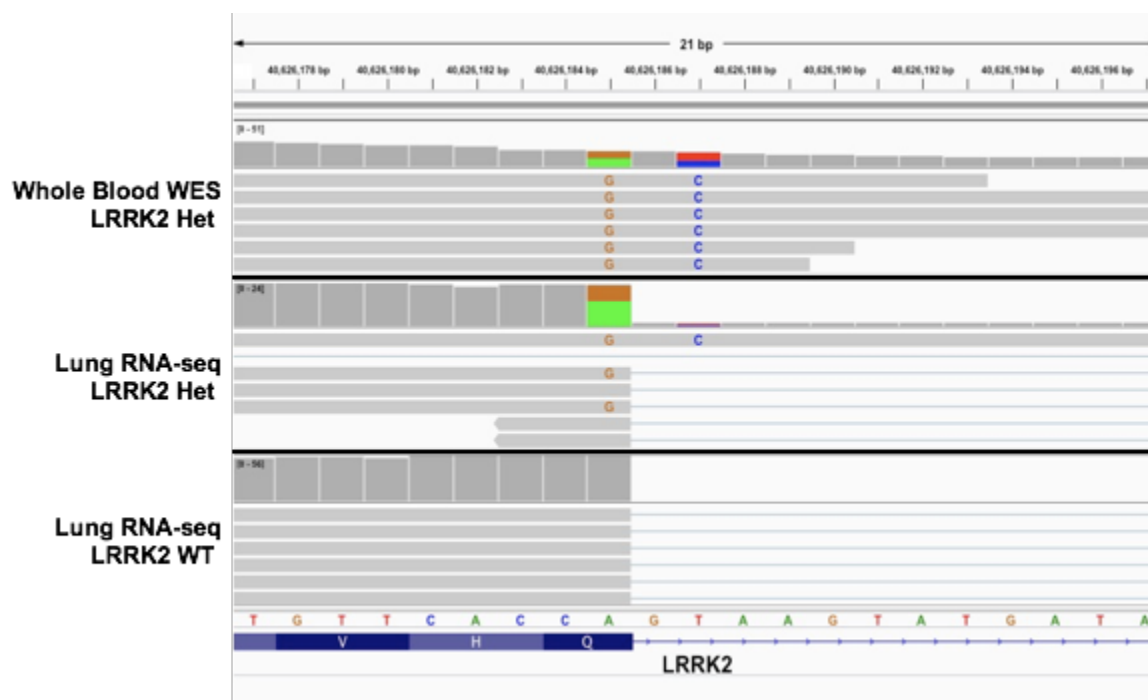 21 bp
40,626,178 bp 40,626,180 bp 40,626,182 bp 40,626,184 bp 40,626,186 bp 40,626,188 bp 40,626,190 bp 40,626,192 bp 40,626,194 bp 40,626,196 bp
[0 - 51]
Whole Blood WES
LRRK2 Het
G C
G C
G C
G C
G C
G C
[0 - 24]
Lung RNA-seq
LRRK2 Het
G C
G
G
[0 - 56]
Lung RNA-seq
LRRK2 WT
T G T T C A C C A G T A A G T A T G A T A
V H Q
LRRK2